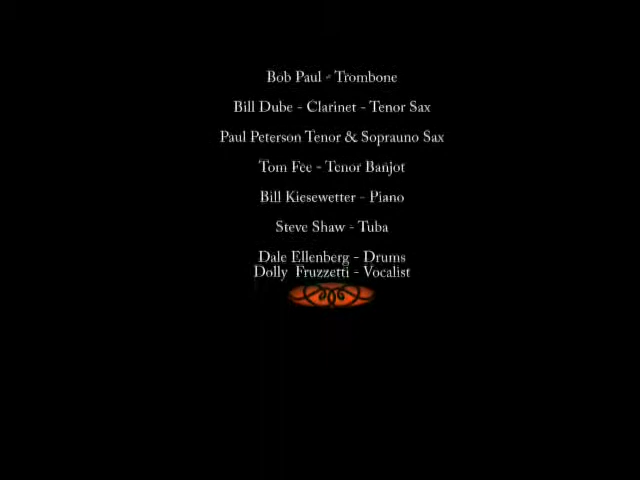 Bob Paul - Trombone
Bill Dube - Clarinet - Tenor Sax
Paul Peterson Tenor & Soprauno Sax
Tom Fee - Tenor Banjot
Bill Kiesewetter - Piano
Steve Shaw - Tuba
Dale Ellenberg - Drums
Dolly Fruzzetti - Vocalist